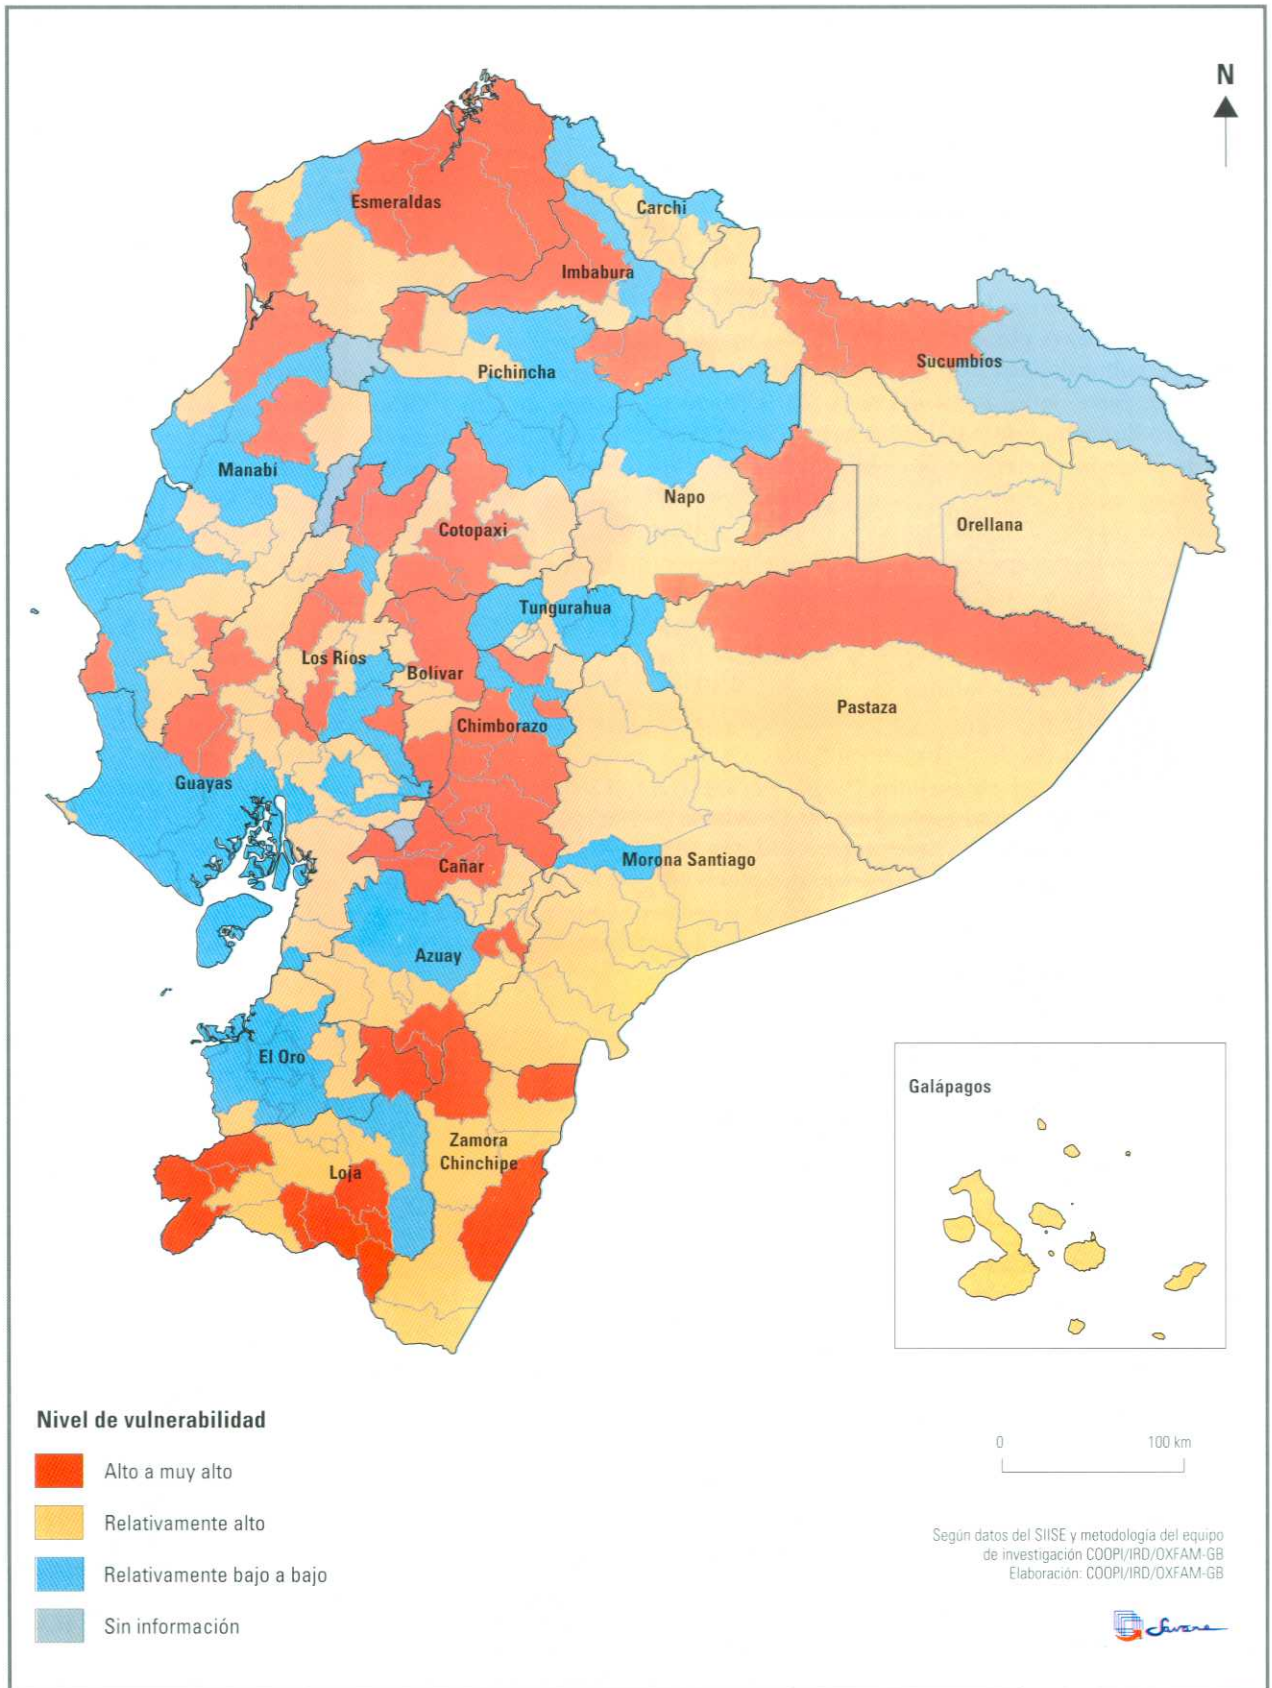 N
Esmeraldas
Carchi
Imbabura
Sucumbíos
Pichincha
Manabí
Napo
Orellana
Cotopaxi
Tungurahua
Los Ríos
Bolívar
Pastaza
Chimborazo
Guayas
Morona Santiago
Cañar
Azuay
El Oro
Galápagos
Zamora
Chinchipe
Loja
Nivel de vulnerabilidad
Alto a muy alto
Relativamente alto
Relativamente bajo a bajo
Sin información
0 100 km
Según datos del SIISE y metodología del equipo
de investigación COOPI/IRD/OXFAM-GB
Elaboración: COOPI/IRD/OXFAM-GB
Savane